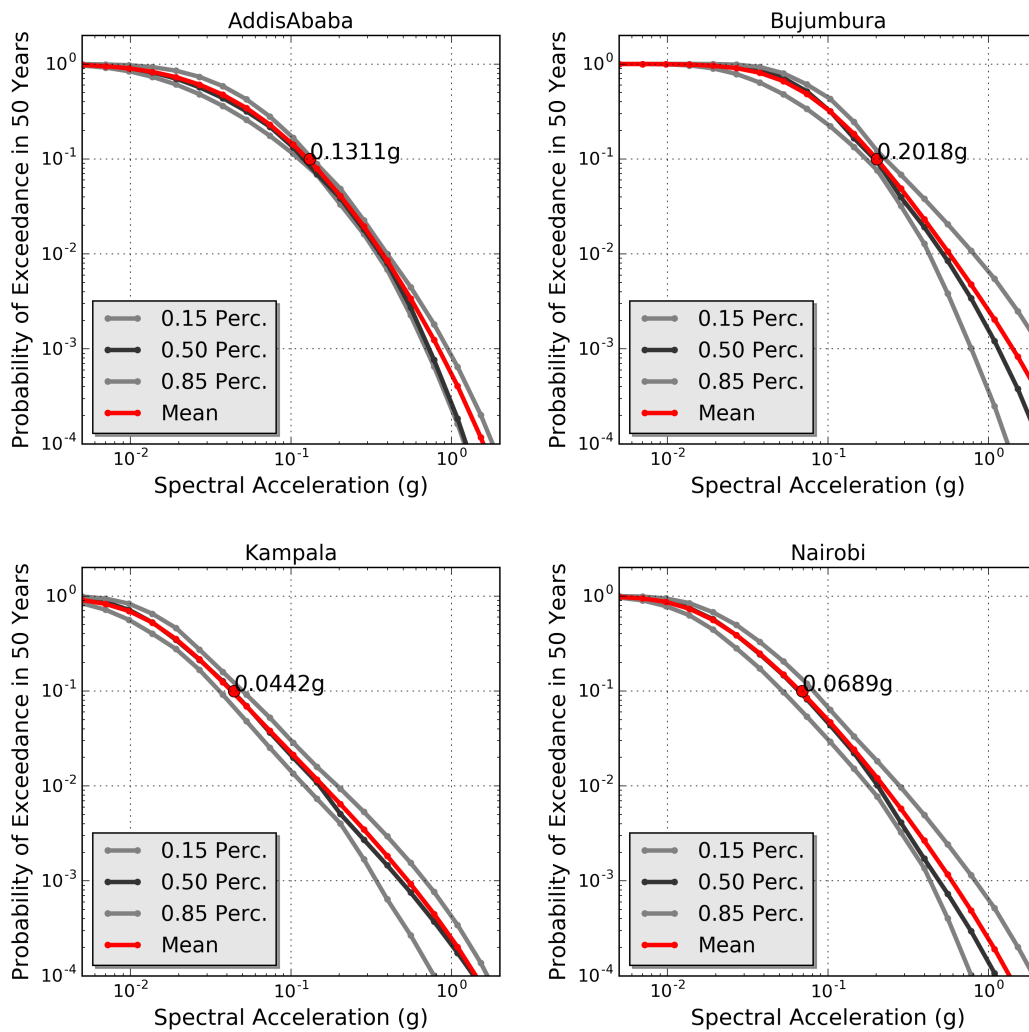 AddisAbaba
Probability of Exceedance in 50 Years
10^0
10^-1
10^-2
10^-3
10^-4
0.1311g
0.15 Perc.
0.50 Perc.
0.85 Perc.
Mean
10^-2
10^-1
10^0
Spectral Acceleration (g)
Bujumbura
Probability of Exceedance in 50 Years
10^0
10^-1
10^-2
10^-3
10^-4
0.2018g
0.15 Perc.
0.50 Perc.
0.85 Perc.
Mean
10^-2
10^-1
10^0
Spectral Acceleration (g)
Kampala
Probability of Exceedance in 50 Years
10^0
10^-1
10^-2
10^-3
10^-4
0.0442g
0.15 Perc.
0.50 Perc.
0.85 Perc.
Mean
10^-2
10^-1
10^0
Spectral Acceleration (g)
Nairobi
Probability of Exceedance in 50 Years
10^0
10^-1
10^-2
10^-3
10^-4
0.0689g
0.15 Perc.
0.50 Perc.
0.85 Perc.
Mean
10^-2
10^-1
10^0
Spectral Acceleration (g)